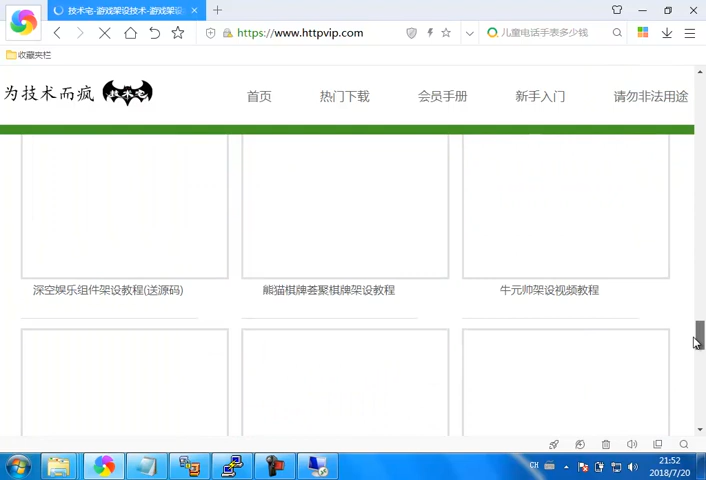 技术宅-游戏架设技术-游戏架设
https://www.httpvip.com
儿童电话手表多少钱
收藏夹栏
为技术而疯 技术宅
首页 热门下载 会员手册 新手入门 请勿非法用途
深空娱乐组件架设教程(送源码) 熊猫棋牌荟聚棋牌架设教程 牛元帅架设视频教程
CH
21:52
2018/7/20